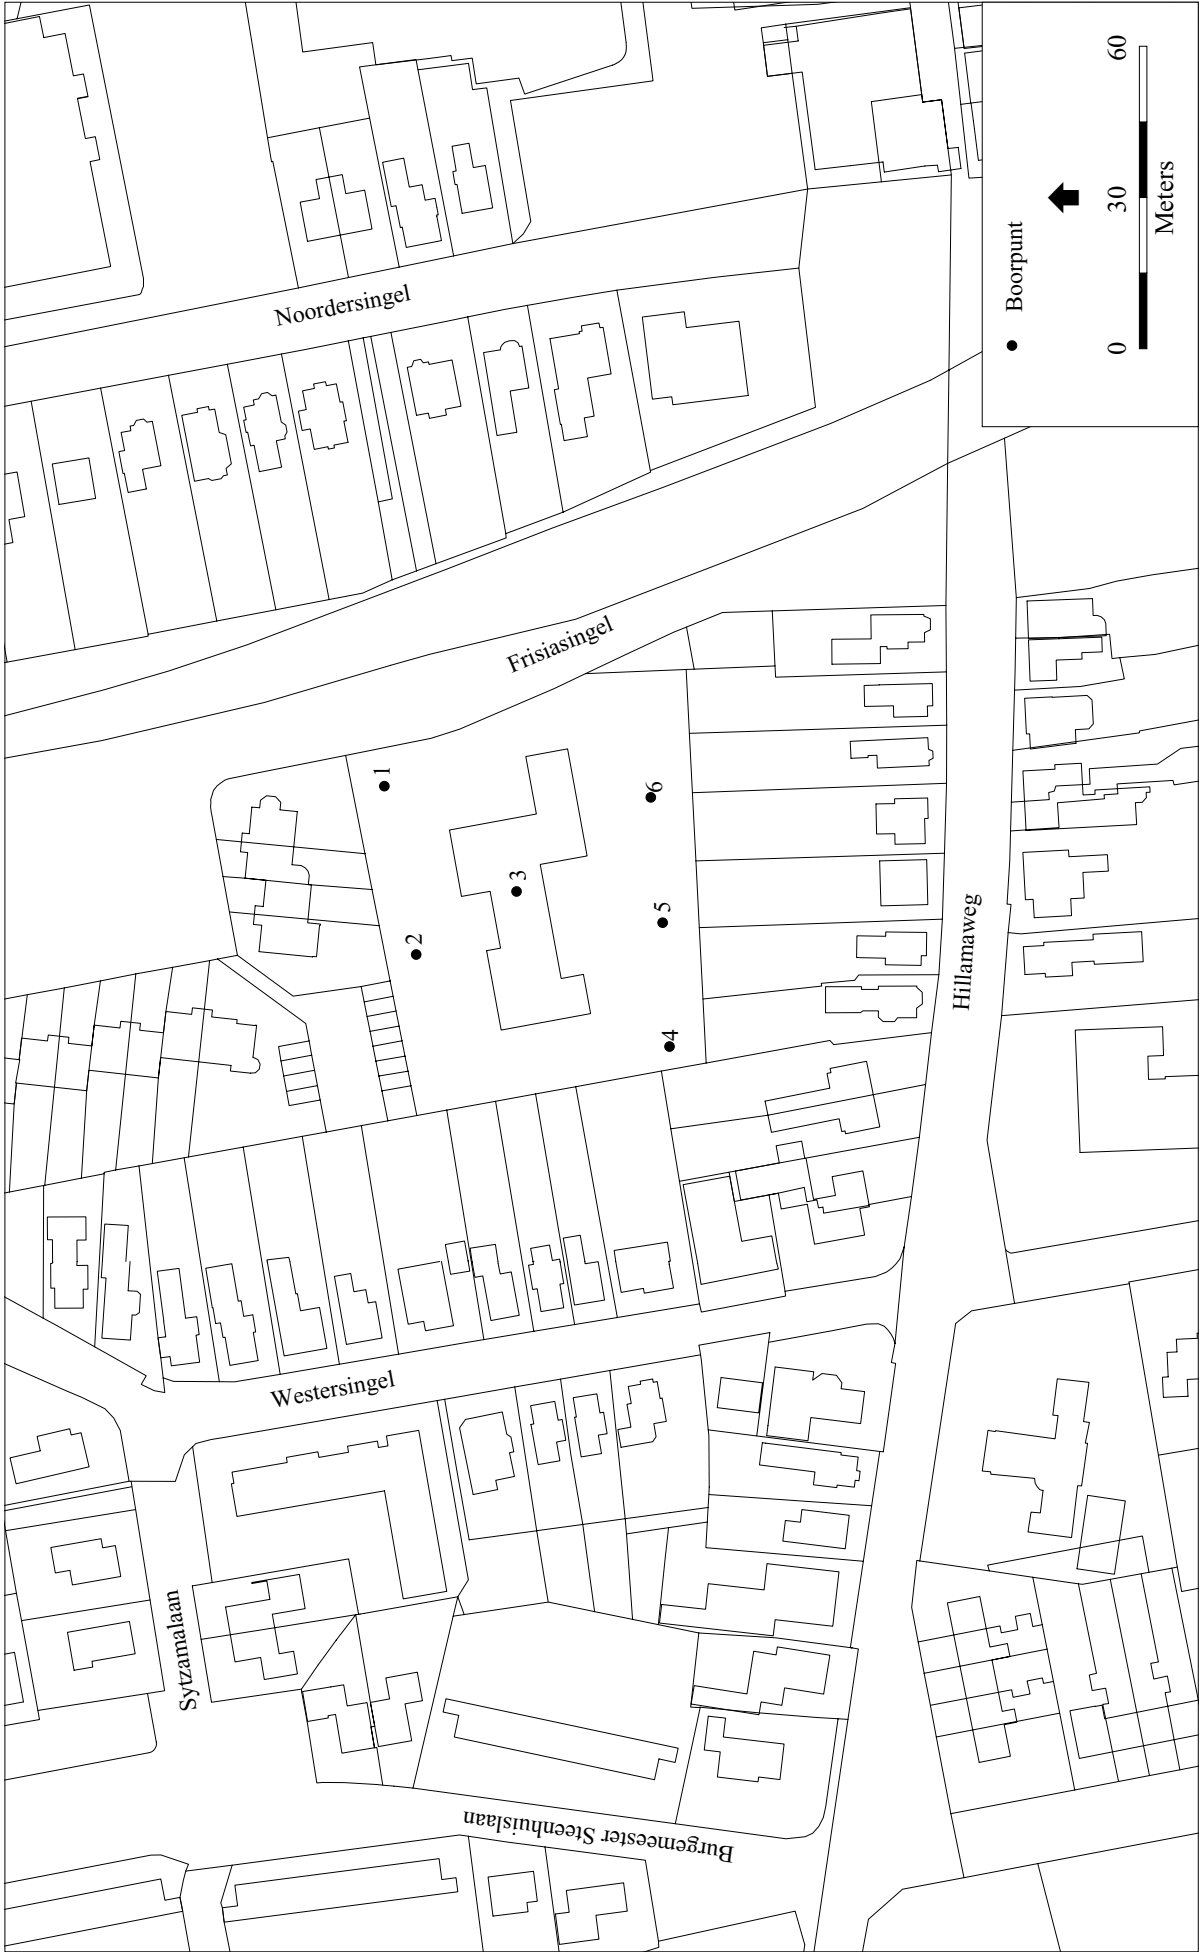 Sytzamalaan
Westersingel
Noordersingel
Burgemeester Steenhuislaan
Frisiasingel
Hillamaweg
1
2
3
4
5
6
Boorpunt
0 30 60
Meters